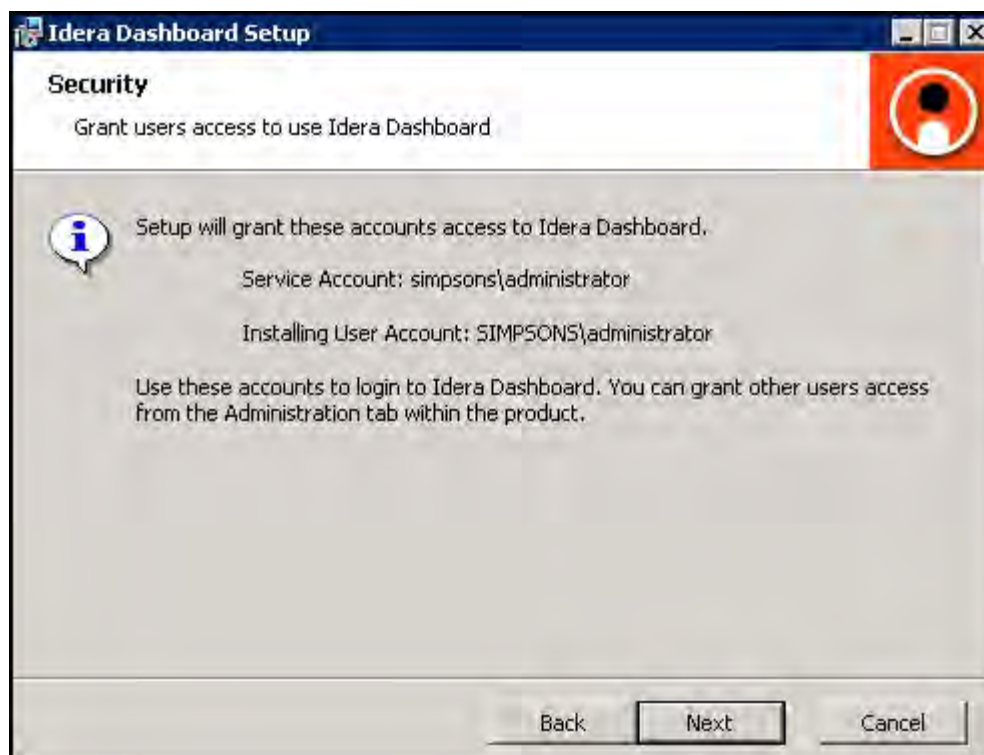 Idera Dashboard Setup
Security
Grant users access to use Idera Dashboard
Setup will grant these accounts access to Idera Dashboard.
Service Account: simpsons\administrator
Installing User Account: SIMPSONS\administrator
Use these accounts to login to Idera Dashboard. You can grant other users access
from the Administration tab within the product.
Back Next Cancel